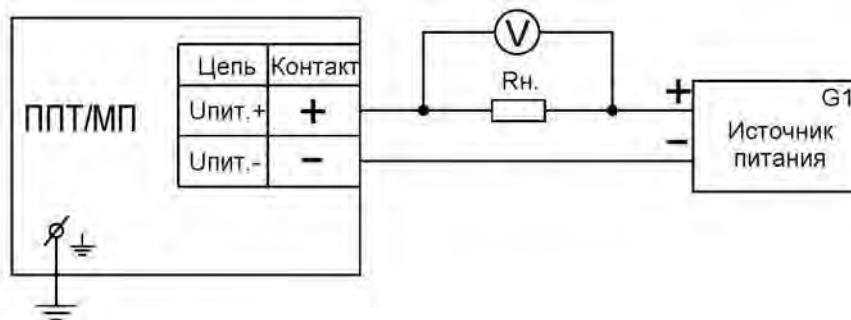 V
Цепь Контакт
Rн.
+
G1
ППТ/МП
Uпит.+ +
Источник
питания
-
Uпит.- -